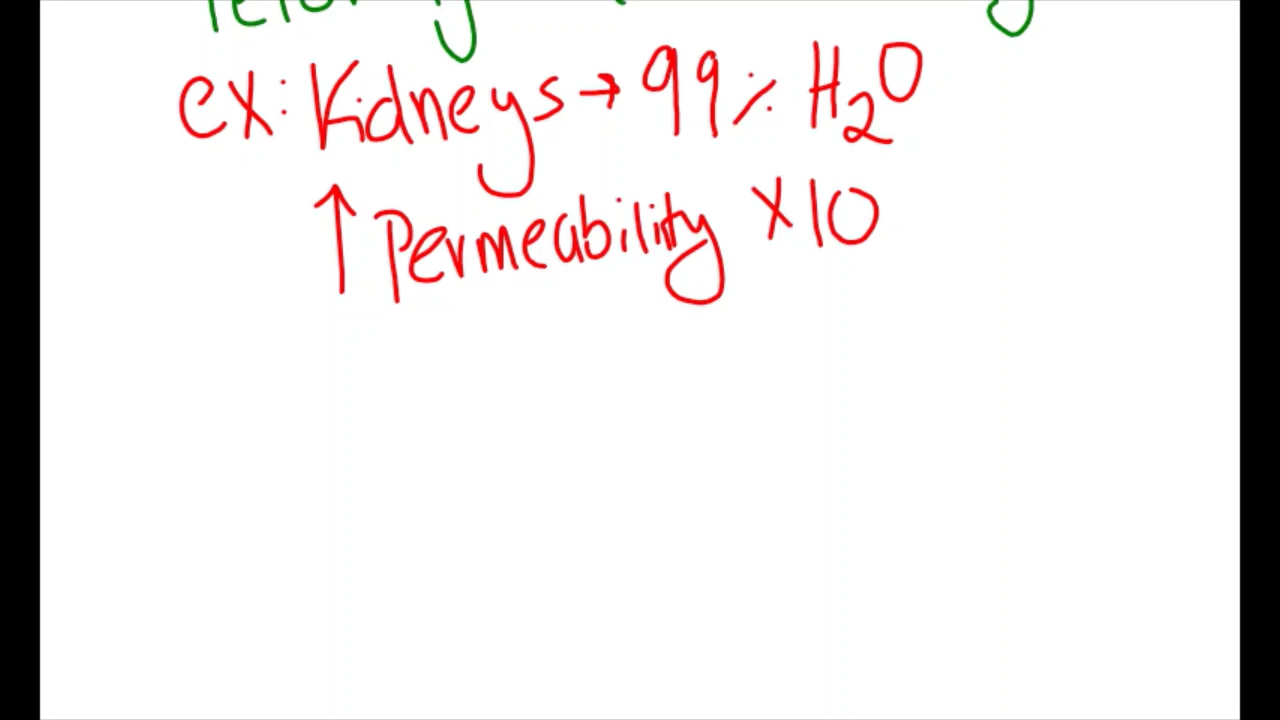 ex: Kidneys → 99% H₂O
↑ Permeability x10